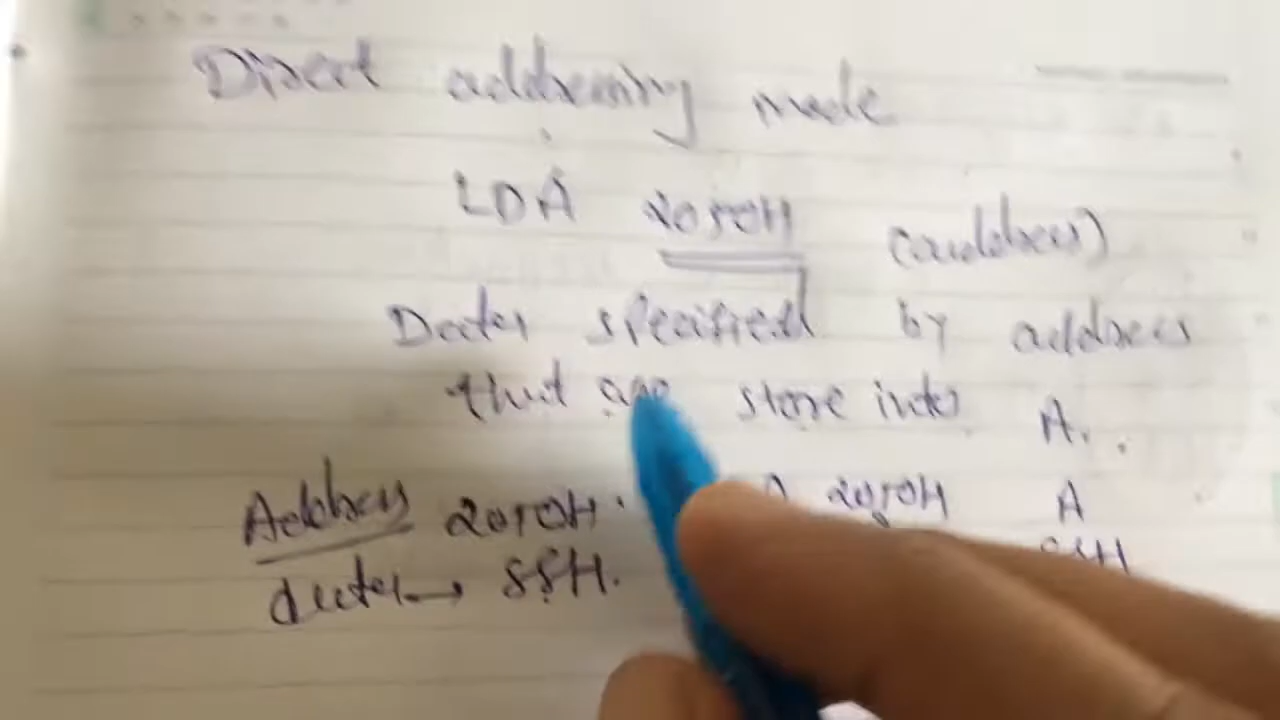 Direct addressing mode
LDA 2050H (address)
Data specified by address
that are store into A.
Address 2050H. A 2050H A
data → 55H. 55H